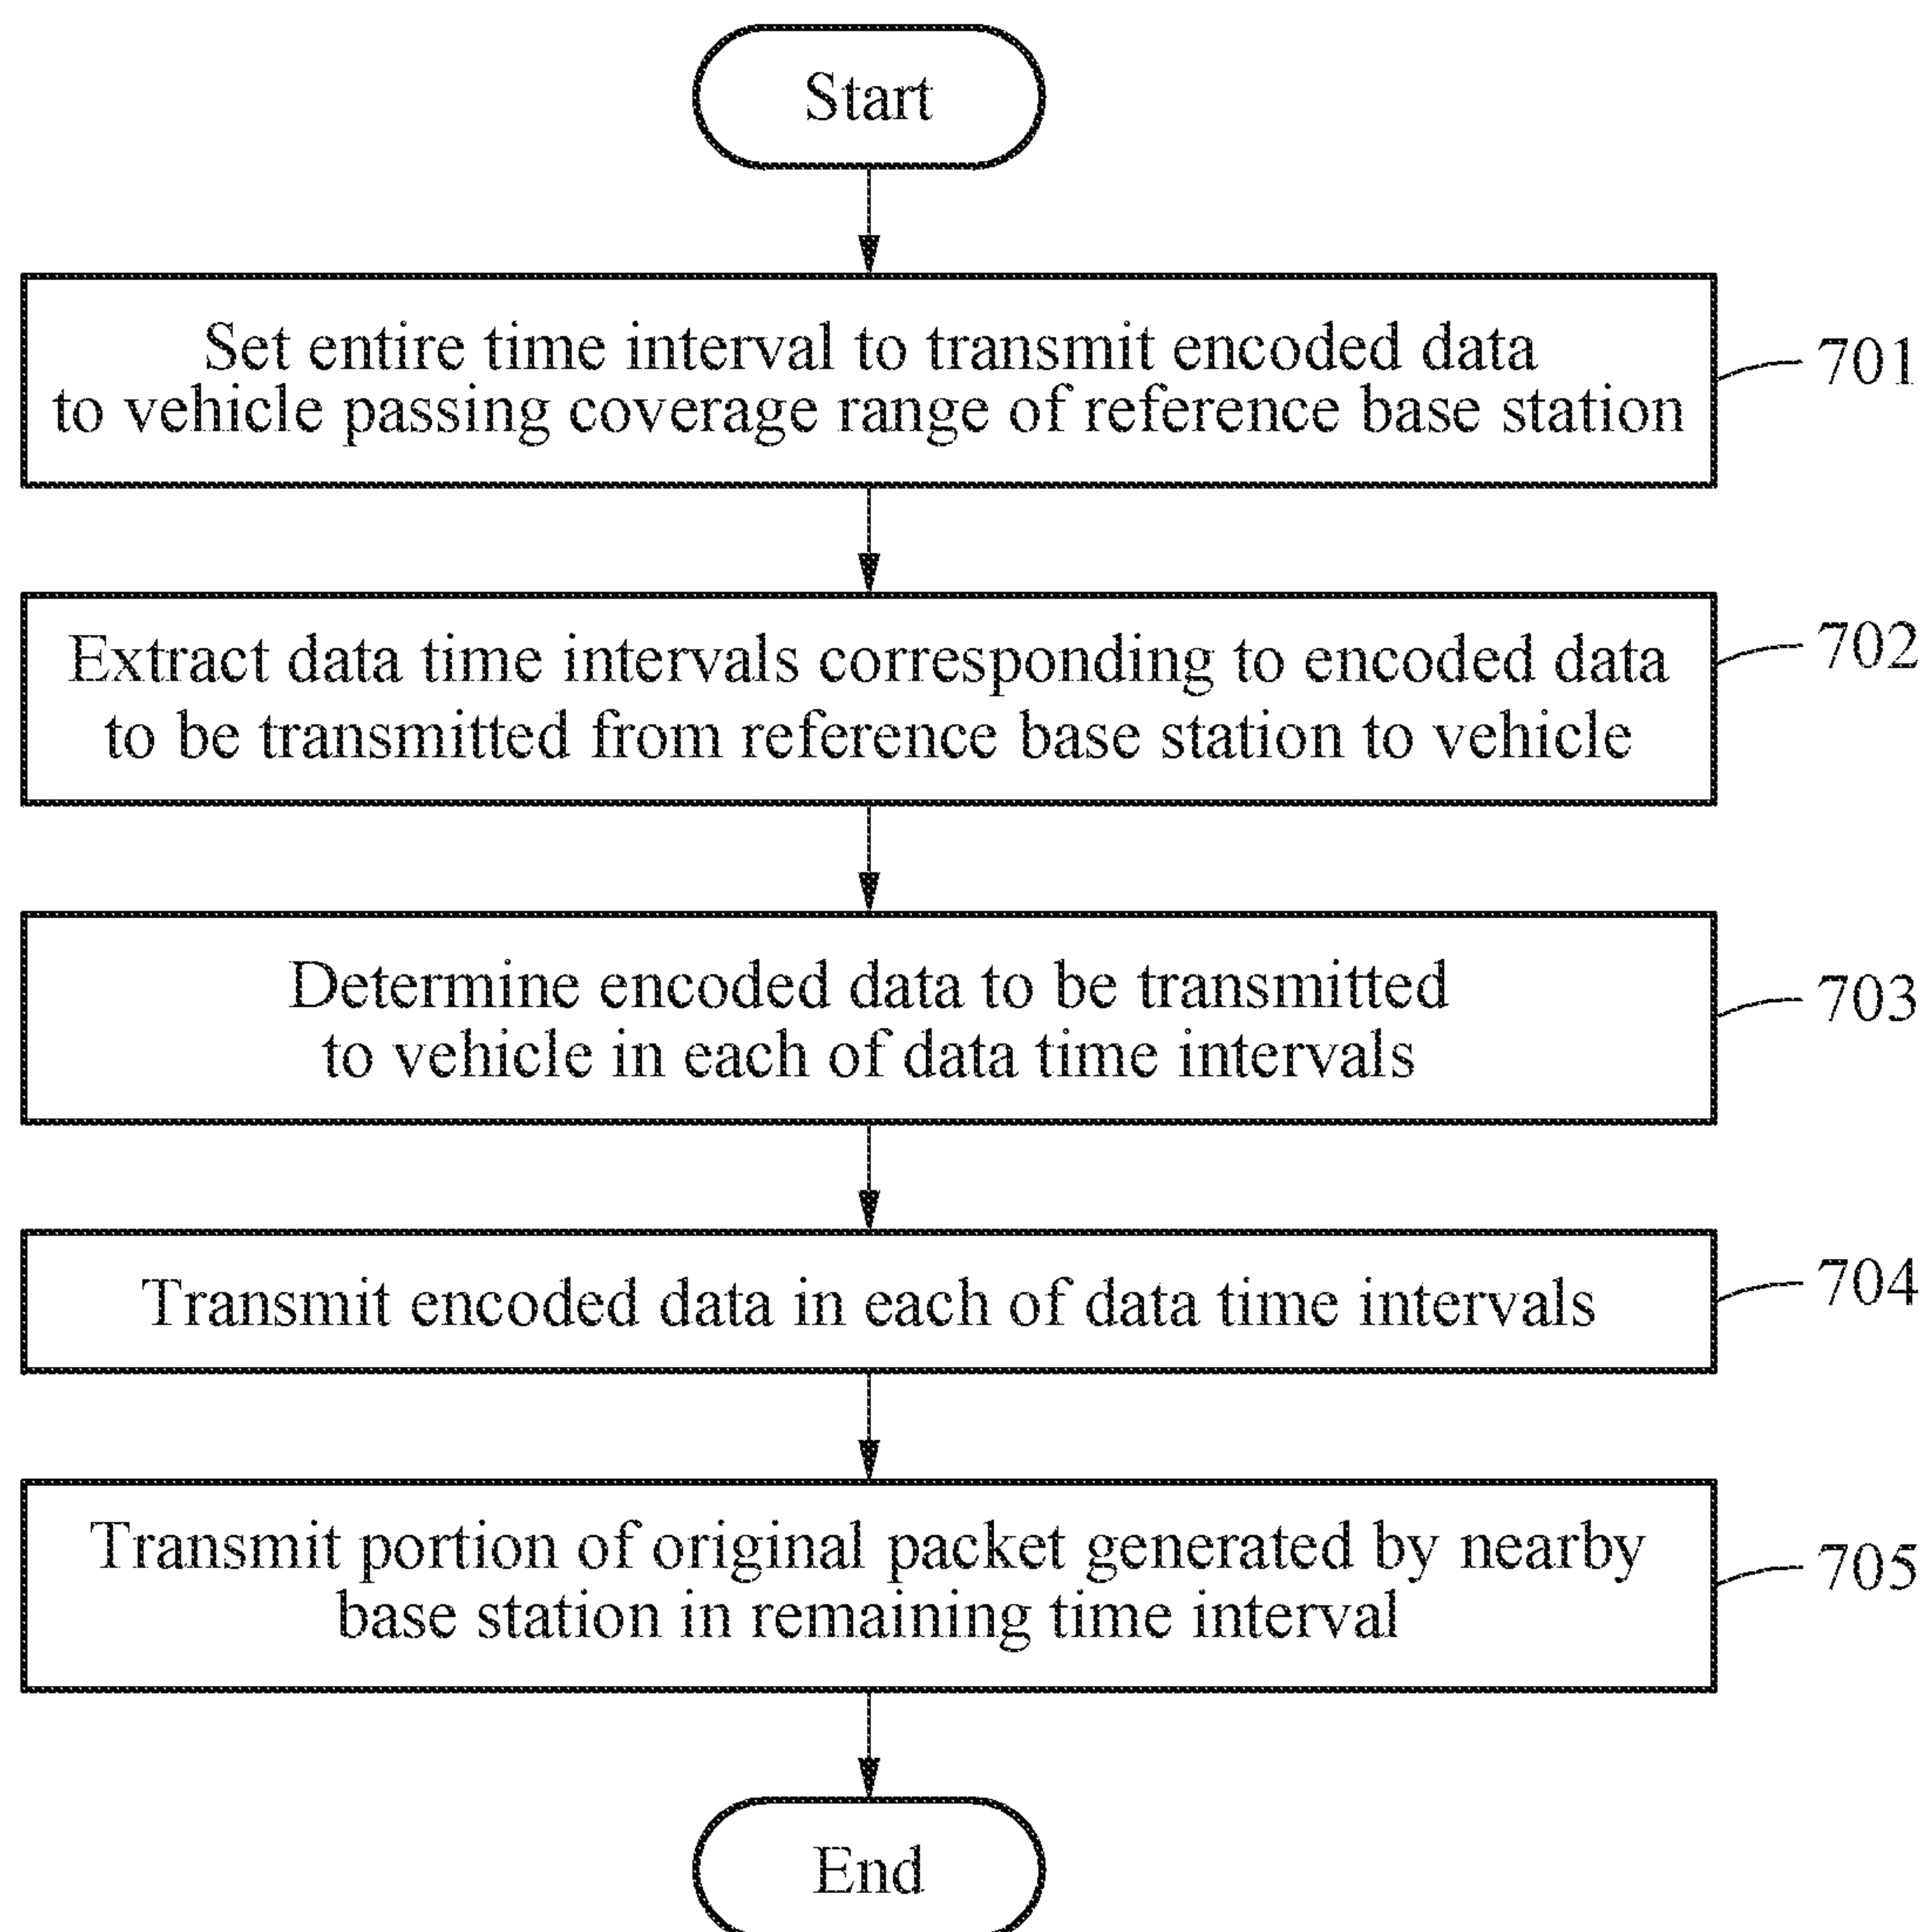 Start
Set entire time interval to transmit encoded data
to vehicle passing coverage range of reference base station
701
Extract data time intervals corresponding to encoded data
to be transmitted from reference base station to vehicle
702
Determine encoded data to be transmitted
to vehicle in each of data time intervals
703
Transmit encoded data in each of data time intervals
704
Transmit portion of original packet generated by nearby
base station in remaining time interval
705
End